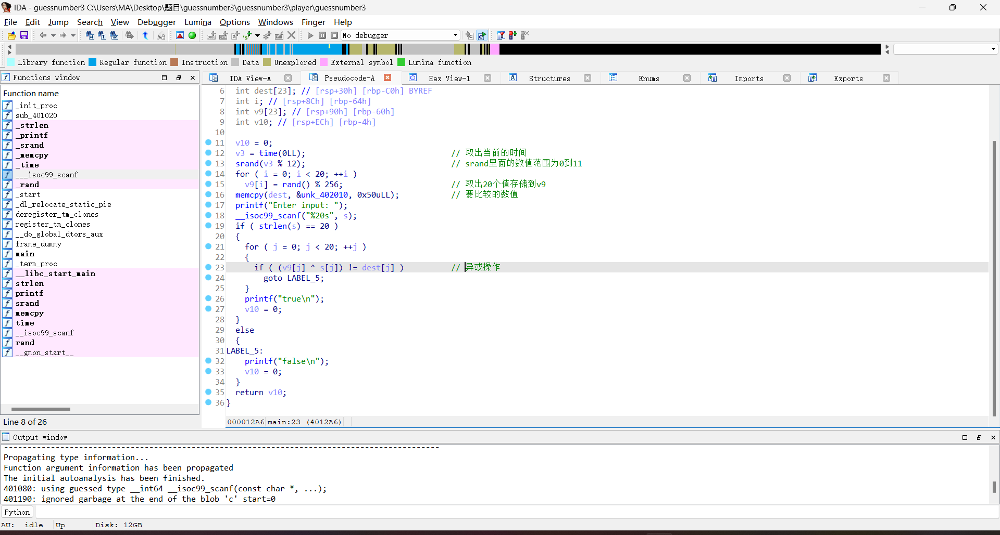 IDA - guessnumber3 C:\Users\MA\Desktop\题目\guessnumber3\guessnumber3\player\guessnumber3
File Edit Jump Search View Debugger Lumina Options Windows Finger Help
No debugger
Library function Regular function Instruction Data Unexplored External symbol Lumina function
Functions window
IDA View-A Pseudocode-A Hex View-1 Structures Enums Imports Exports
Function name
_init_proc
sub_401020
_strlen
_printf
_srand
_memcpy
_time
___isoc99_scanf
_rand
_start
_dl_relocate_static_pie
deregister_tm_clones
register_tm_clones
__do_global_dtors_aux
frame_dummy
main
_term_proc
__libc_start_main
strlen
printf
srand
memcpy
time
__isoc99_scanf
rand
__gmon_start__
Line 8 of 26
6 int dest[23]; // [rsp+30h] [rbp-C0h] BYREF
7 int i; // [rsp+8Ch] [rbp-64h]
8 int v9[23]; // [rsp+90h] [rbp-60h]
9 int v10; // [rsp+ECh] [rbp-4h]
10
11 v10 = 0;
12 v3 = time(0LL); // 取出当前的时间
13 srand(v3 % 12); // srand里面的数值范围为0到11
14 for ( i = 0; i < 20; ++i )
15 v9[i] = rand() % 256; // 取出20个值存储到v9
16 memcpy(dest, &unk_402010, 0x50uLL); // 要比较的数值
17 printf("Enter input: ");
18 __isoc99_scanf("%20s", s);
19 if ( strlen(s) == 20 )
20 {
21 for ( j = 0; j < 20; ++j )
22 {
23 if ( (v9[j] ^ s[j]) != dest[j] ) // 异或操作
24 goto LABEL_5;
25 }
26 printf("true\n");
27 v10 = 0;
28 }
29 else
30 {
31 LABEL_5:
32 printf("false\n");
33 v10 = 0;
34 }
35 return v10;
36 }
000012A6 main:23 (4012A6)
Output window
Propagating type information...
Function argument information has been propagated
The initial autoanalysis has been finished.
401080: using guessed type __int64 __isoc99_scanf(const char *, ...);
401190: ignored garbage at the end of the blob 'c' start=0
Python
AU: idle Up Disk: 12GB